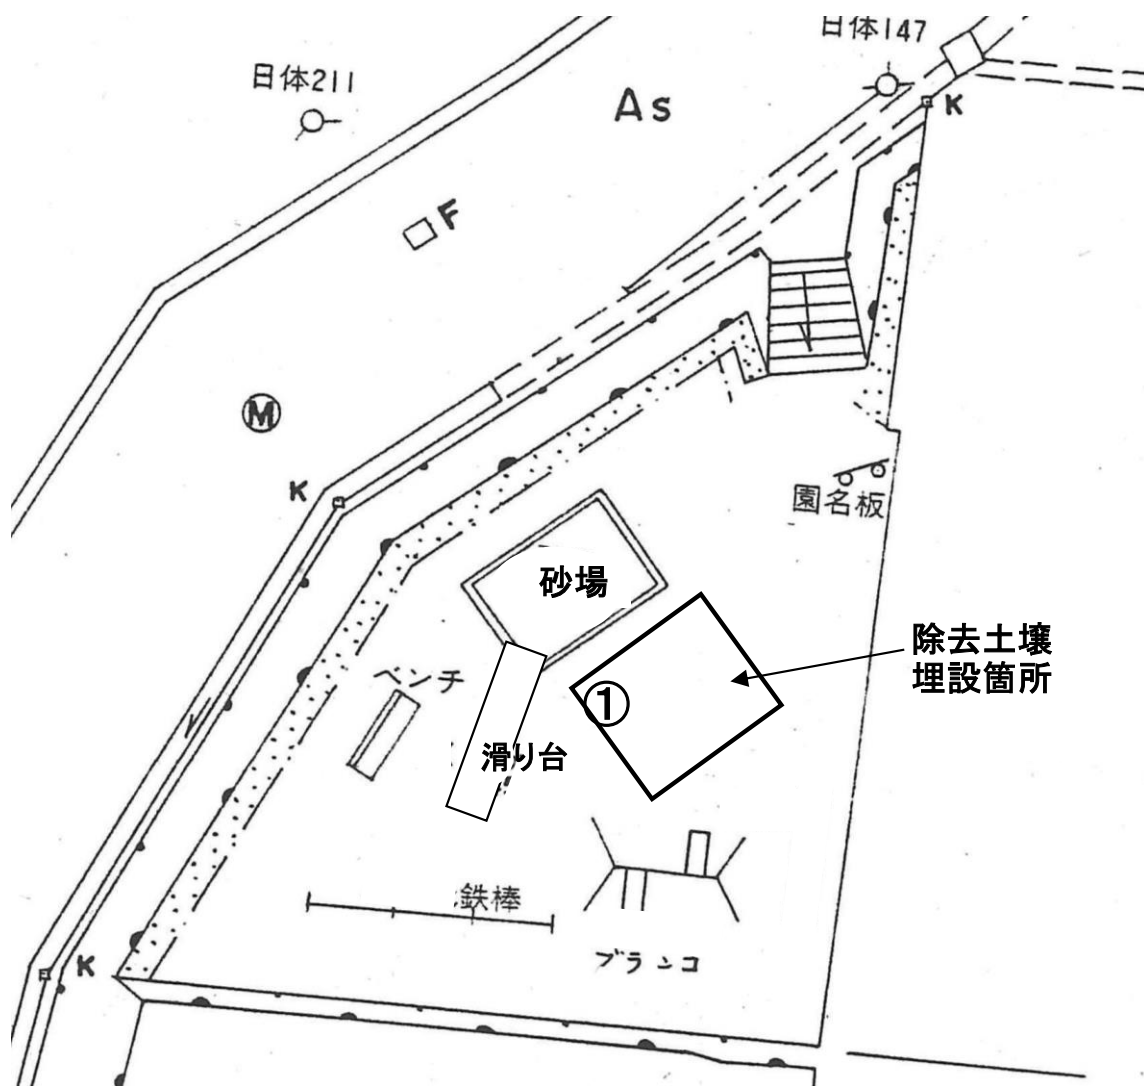 日体147
日体211
As
K
F
M
K
園名板
砂場
除去土壌
埋設箇所
ベンチ
①
滑り台
鉄棒
ブランコ
K